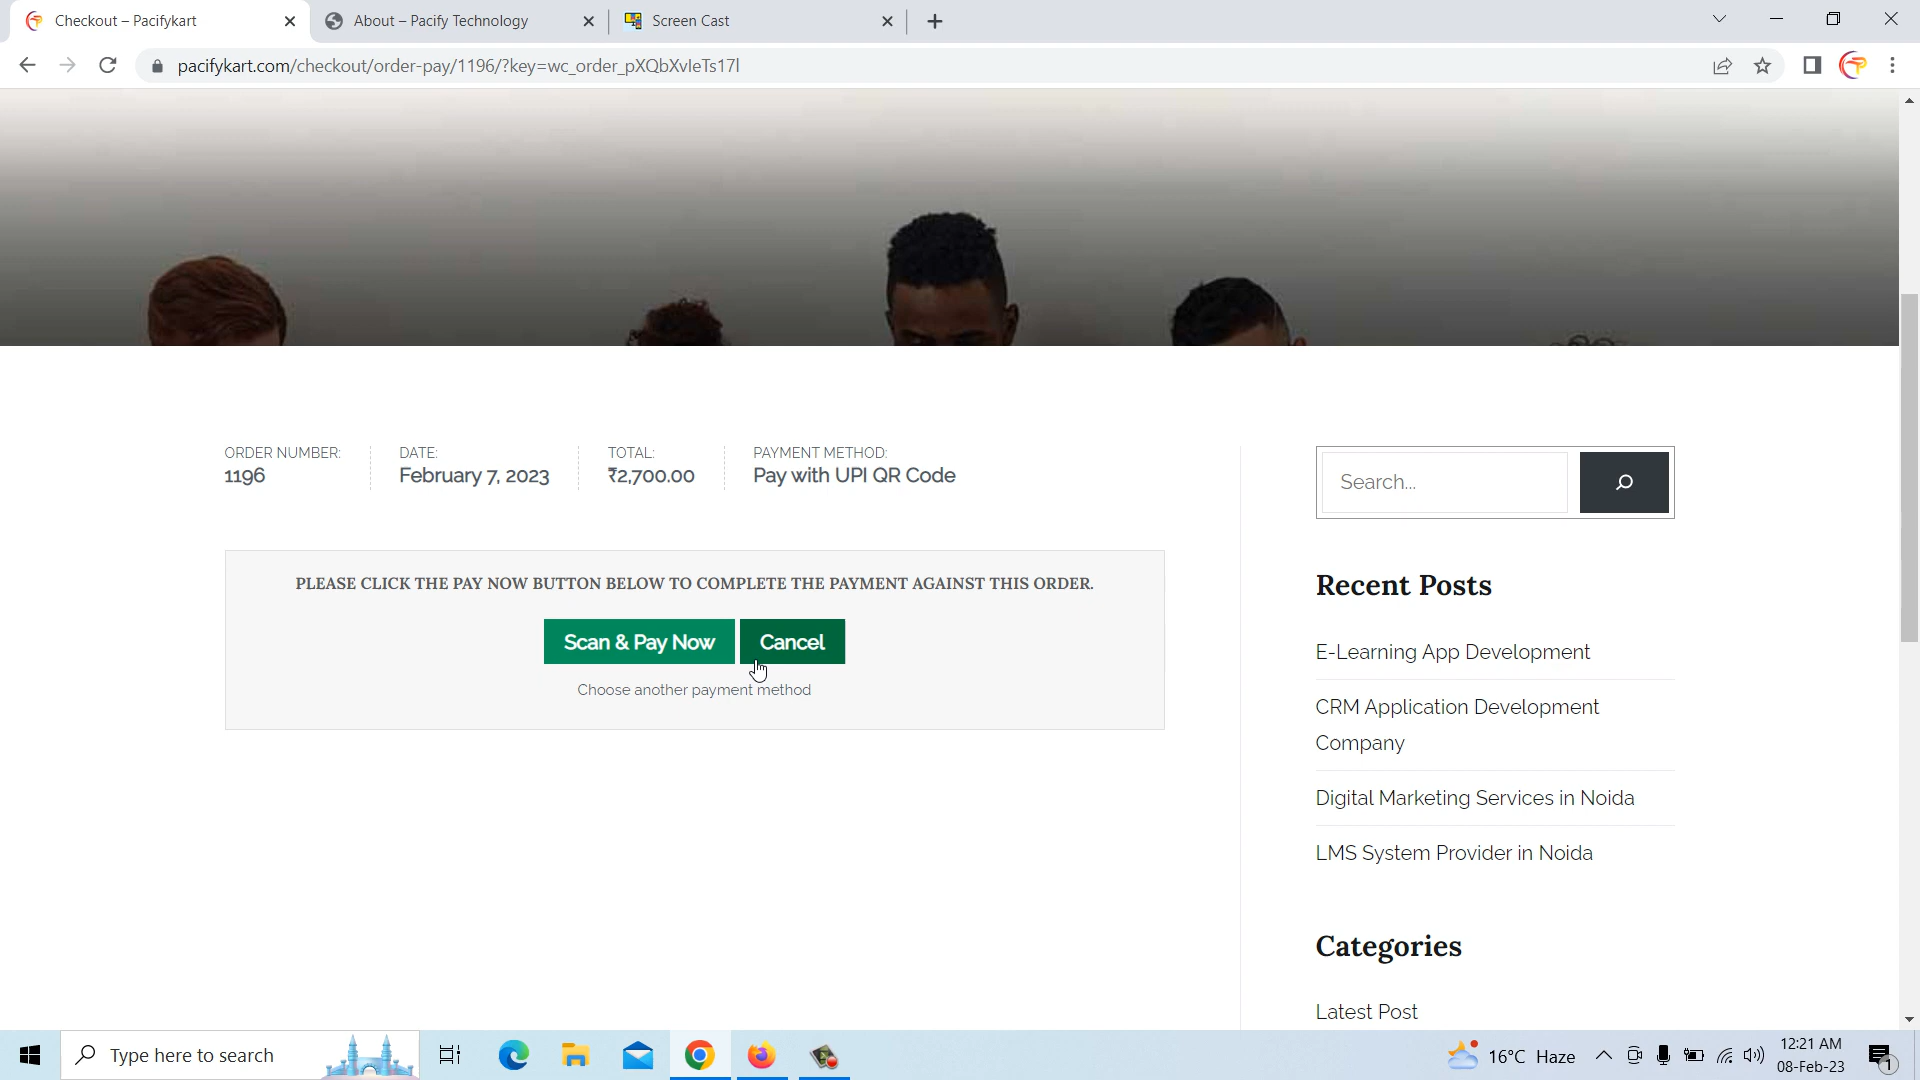 Checkout – Pacifykart
About – Pacify Technology
Screen Cast
pacifykart.com/checkout/order-pay/1196/?key=wc_order_pXQbXvIeTs17l
ORDER NUMBER:
1196
DATE:
February 7, 2023
TOTAL:
₹2,700.00
PAYMENT METHOD:
Pay with UPI QR Code
PLEASE CLICK THE PAY NOW BUTTON BELOW TO COMPLETE THE PAYMENT AGAINST THIS ORDER.
Scan & Pay Now
Cancel
Choose another payment method
Search...
Recent Posts
E-Learning App Development
CRM Application Development
Company
Digital Marketing Services in Noida
LMS System Provider in Noida
Categories
Latest Post
Type here to search
16°C Haze
12:21 AM
08-Feb-23
1